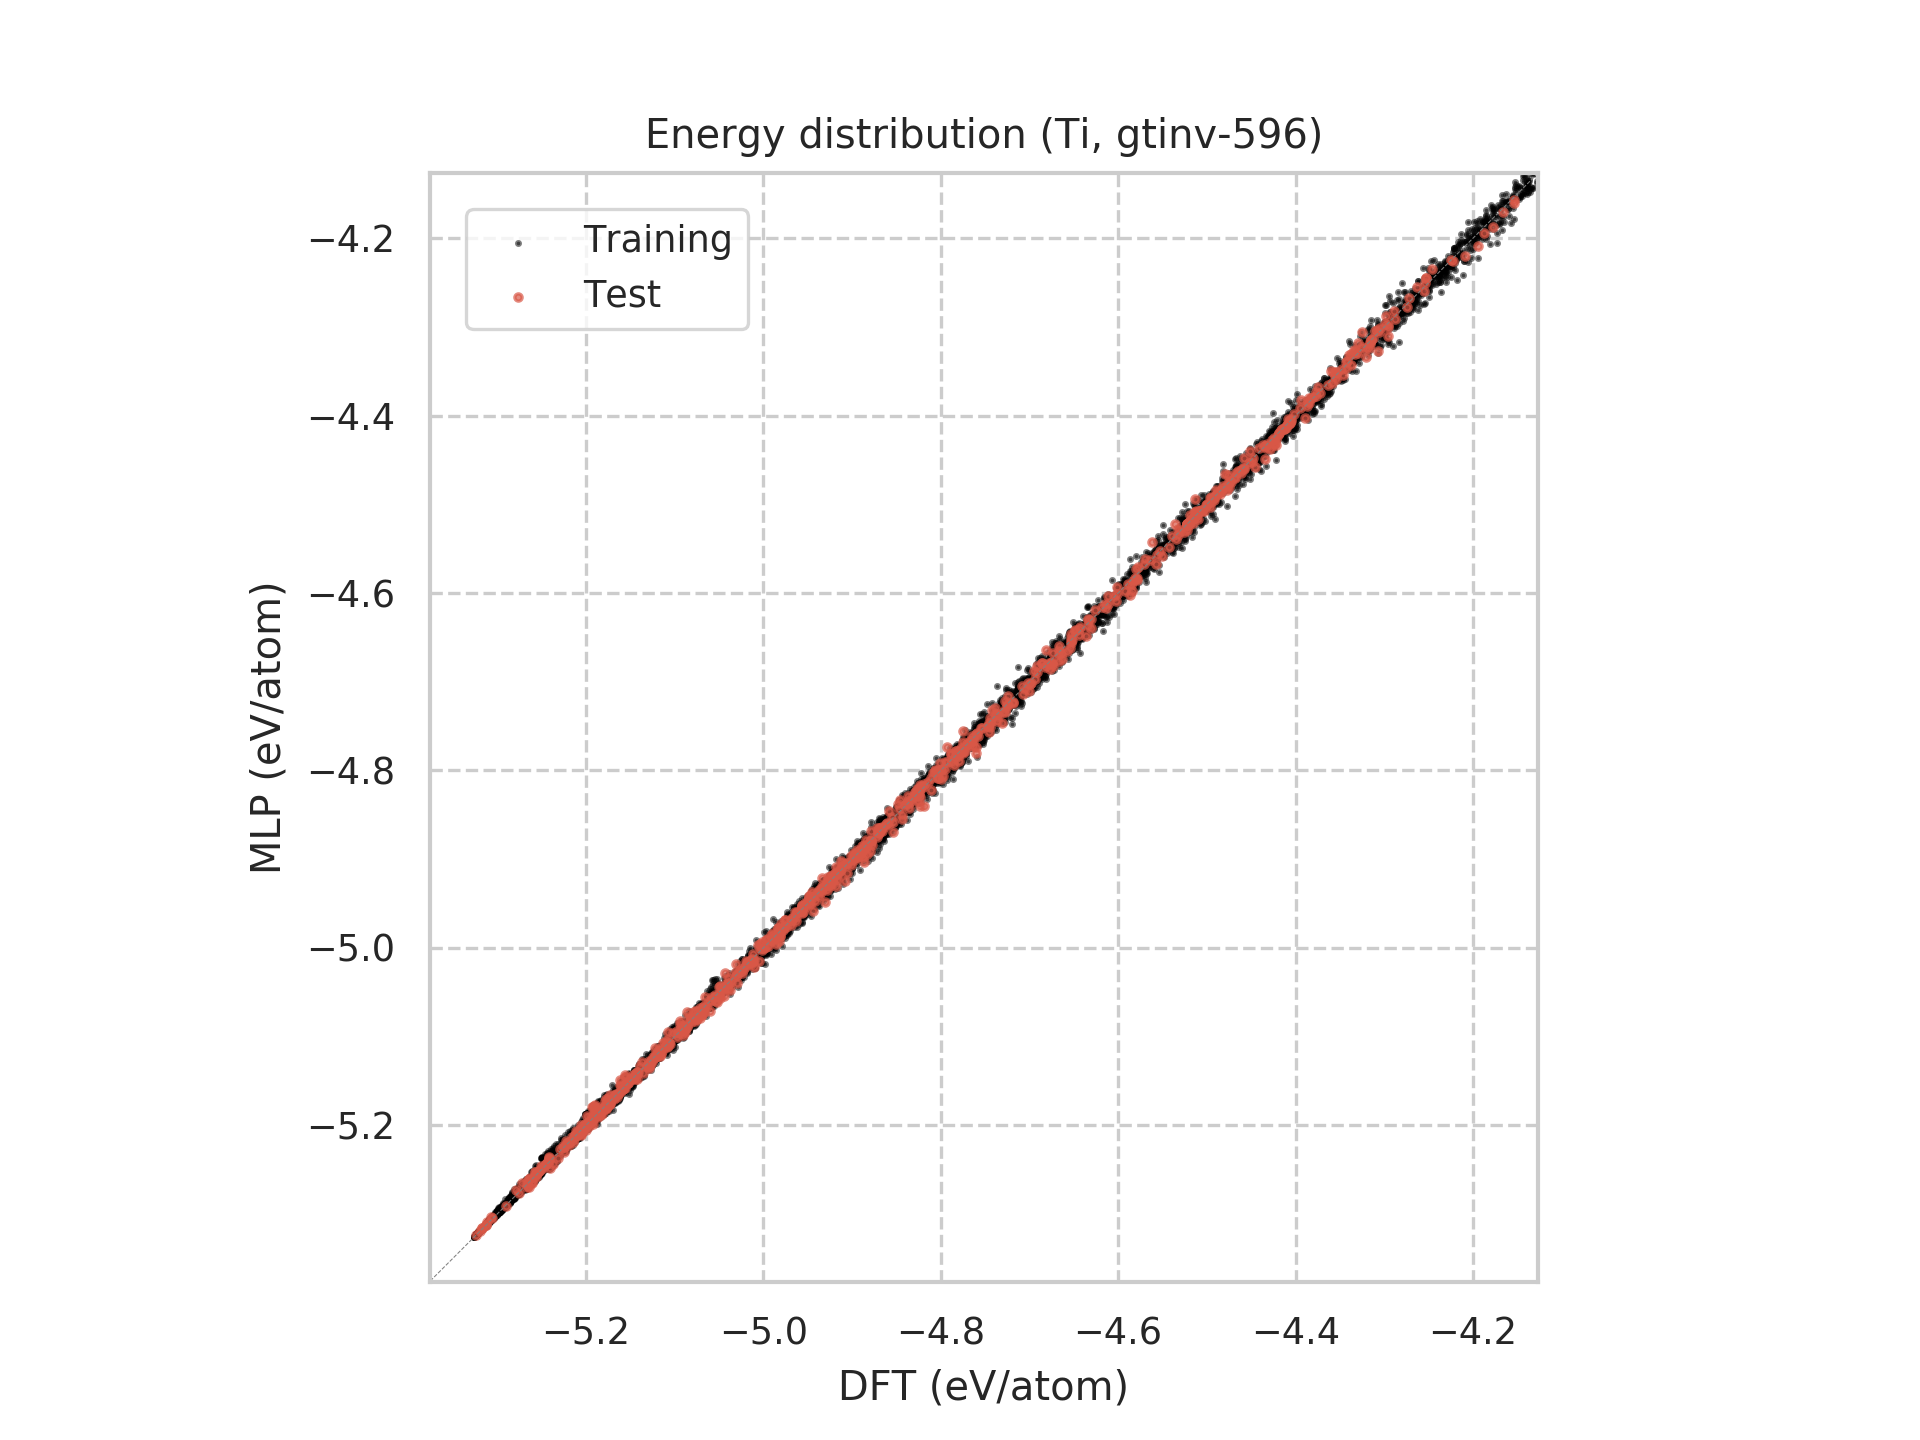 Energy distribution (Ti, gtinv-596)
Training
Test
−4.2
−4.4
−4.6
−4.8
−5.0
−5.2
MLP (eV/atom)
−5.2 −5.0 −4.8 −4.6 −4.4 −4.2
DFT (eV/atom)